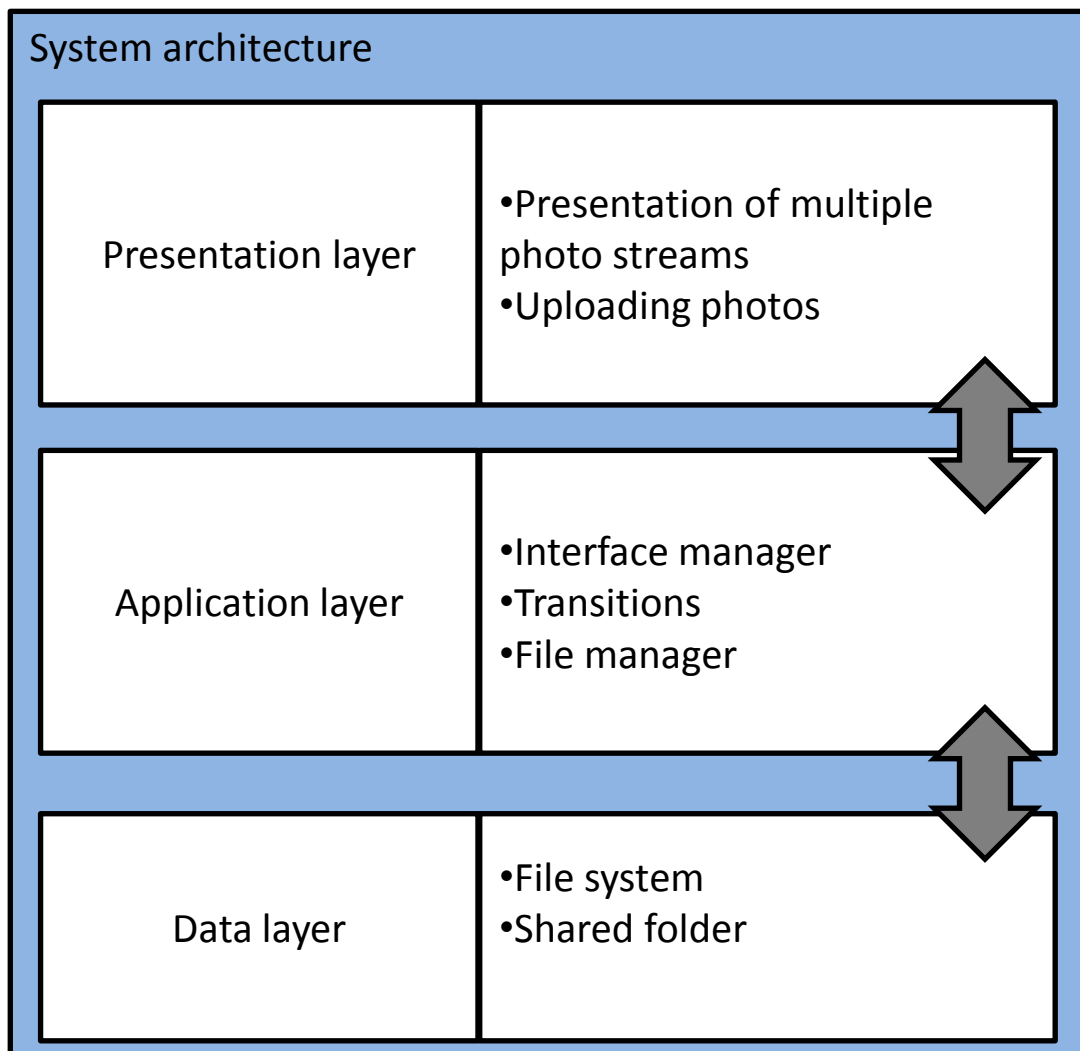 System architecture
Presentation layer
•Presentation of multiple
photo streams
•Uploading photos
Application layer
•Interface manager
•Transitions
•File manager
Data layer
•File system
•Shared folder